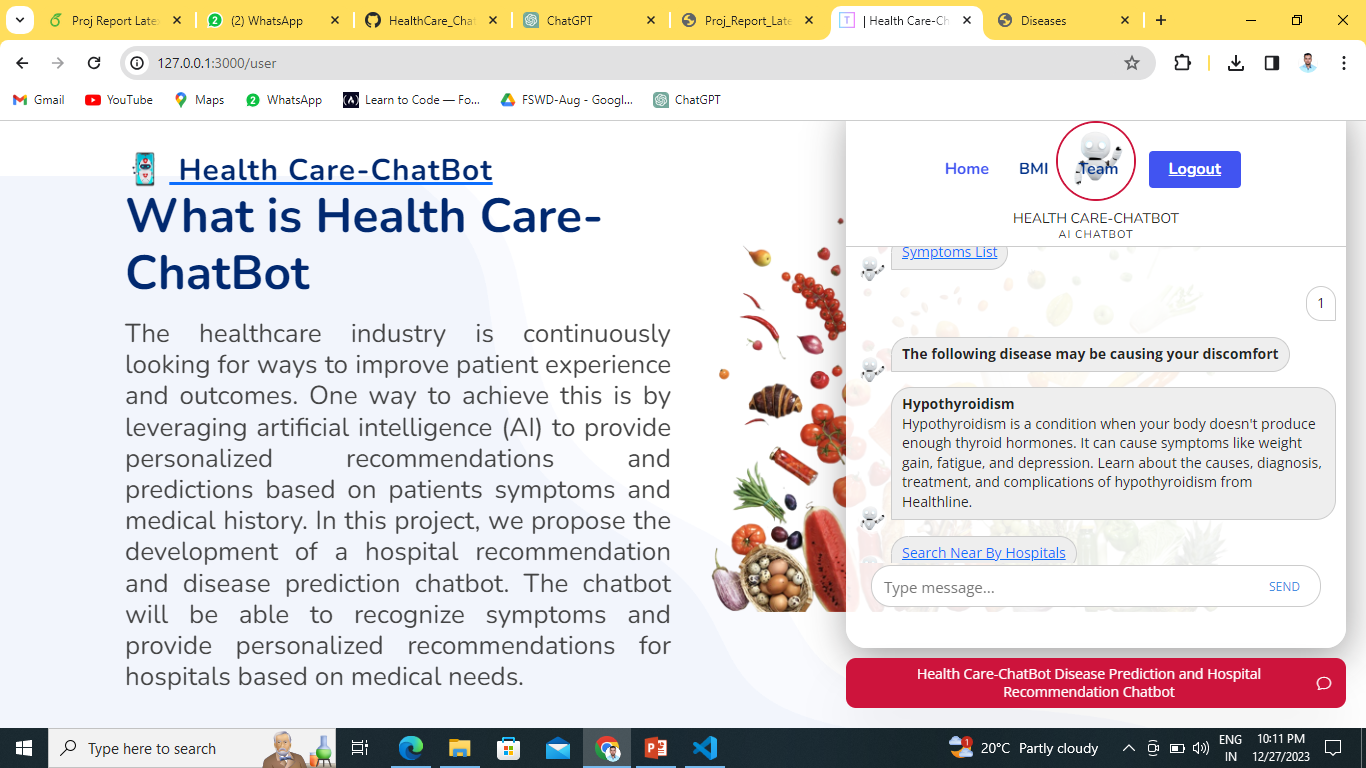 Proj Report Late
(2) WhatsApp
HealthCare_Cha
ChatGPT
Proj_Report_Late
| Health Care-Ch
Diseases
127.0.0.1:3000/user
Gmail
YouTube
Maps
WhatsApp
Learn to Code — Fo...
FSWD-Aug - Googl...
ChatGPT
Health Care-ChatBot
What is Health Care-
ChatBot
The healthcare industry is continuously
looking for ways to improve patient experience
and outcomes. One way to achieve this is by
leveraging artificial intelligence (AI) to provide
personalized recommendations and
predictions based on patients symptoms and
medical history. In this project, we propose the
development of a hospital recommendation
and disease prediction chatbot. The chatbot
will be able to recognize symptoms and
provide personalized recommendations for
hospitals based on medical needs.
Home
BMI
Team
Logout
HEALTH CARE-CHATBOT
AI CHATBOT
Symptoms List
1
The following disease may be causing your discomfort
Hypothyroidism
Hypothyroidism is a condition when your body doesn't produce
enough thyroid hormones. It can cause symptoms like weight
gain, fatigue, and depression. Learn about the causes, diagnosis,
treatment, and complications of hypothyroidism from
Healthline.
Search Near By Hospitals
Type message...
SEND
Health Care-ChatBot Disease Prediction and Hospital
Recommendation Chatbot
Type here to search
1
20°C Partly cloudy
ENG
IN
10:11 PM
12/27/2023